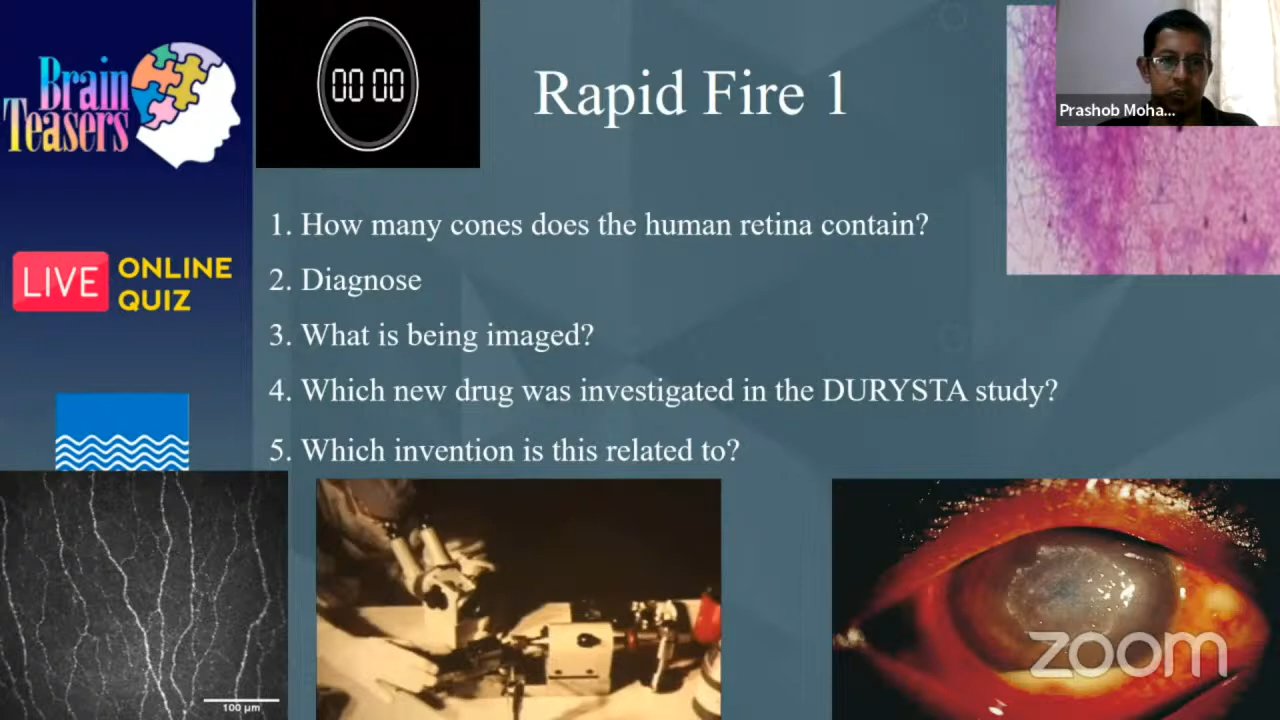 Brain
Teasers
00 00
Rapid Fire 1
Prashob Moha...
1. How many cones does the human retina contain?
2. Diagnose
3. What is being imaged?
4. Which new drug was investigated in the DURYSTA study?
5. Which invention is this related to?
LIVE ONLINE
QUIZ
100 µm
zoom